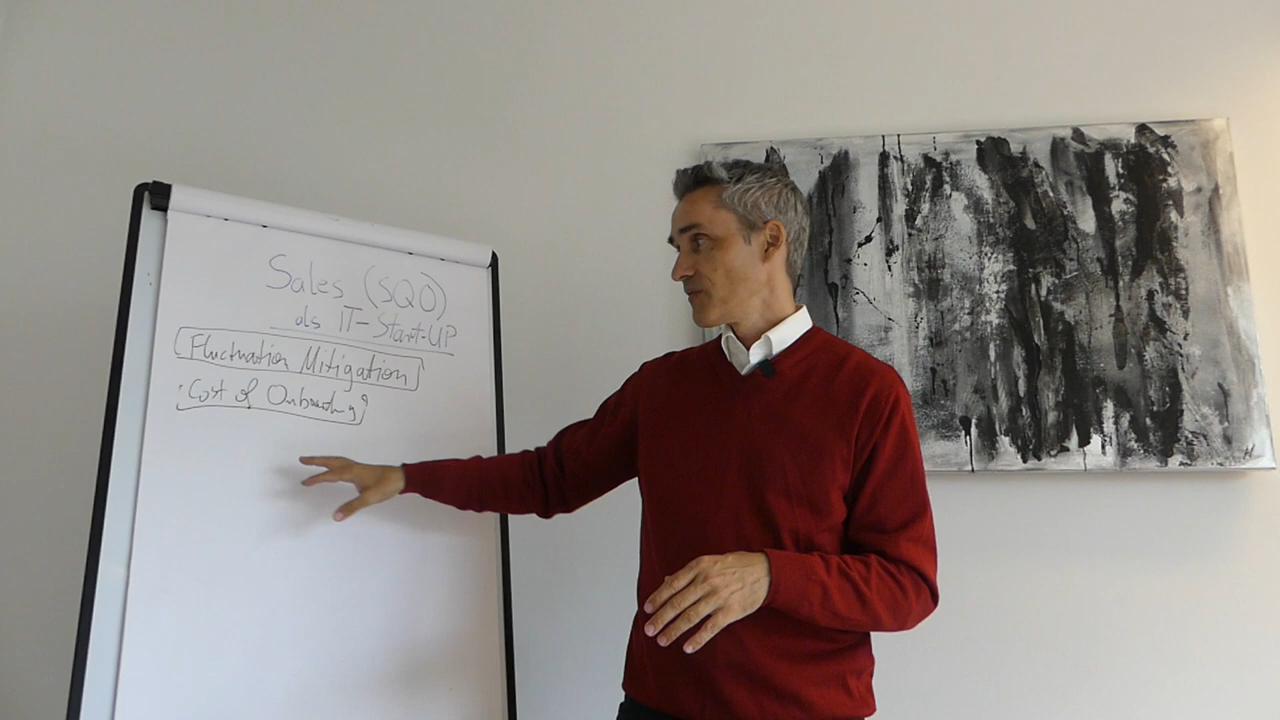 Sales (SQO)
als IT-Start-UP
Fluctuation Mitigation
Cost of Onboarding